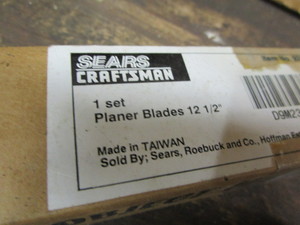 SEARS
CRAFTSMAN
1 set
Planer Blades 12 1/2"
Made in TAIWAN
Sold By; Sears, Roebuck and Co., Hoffman